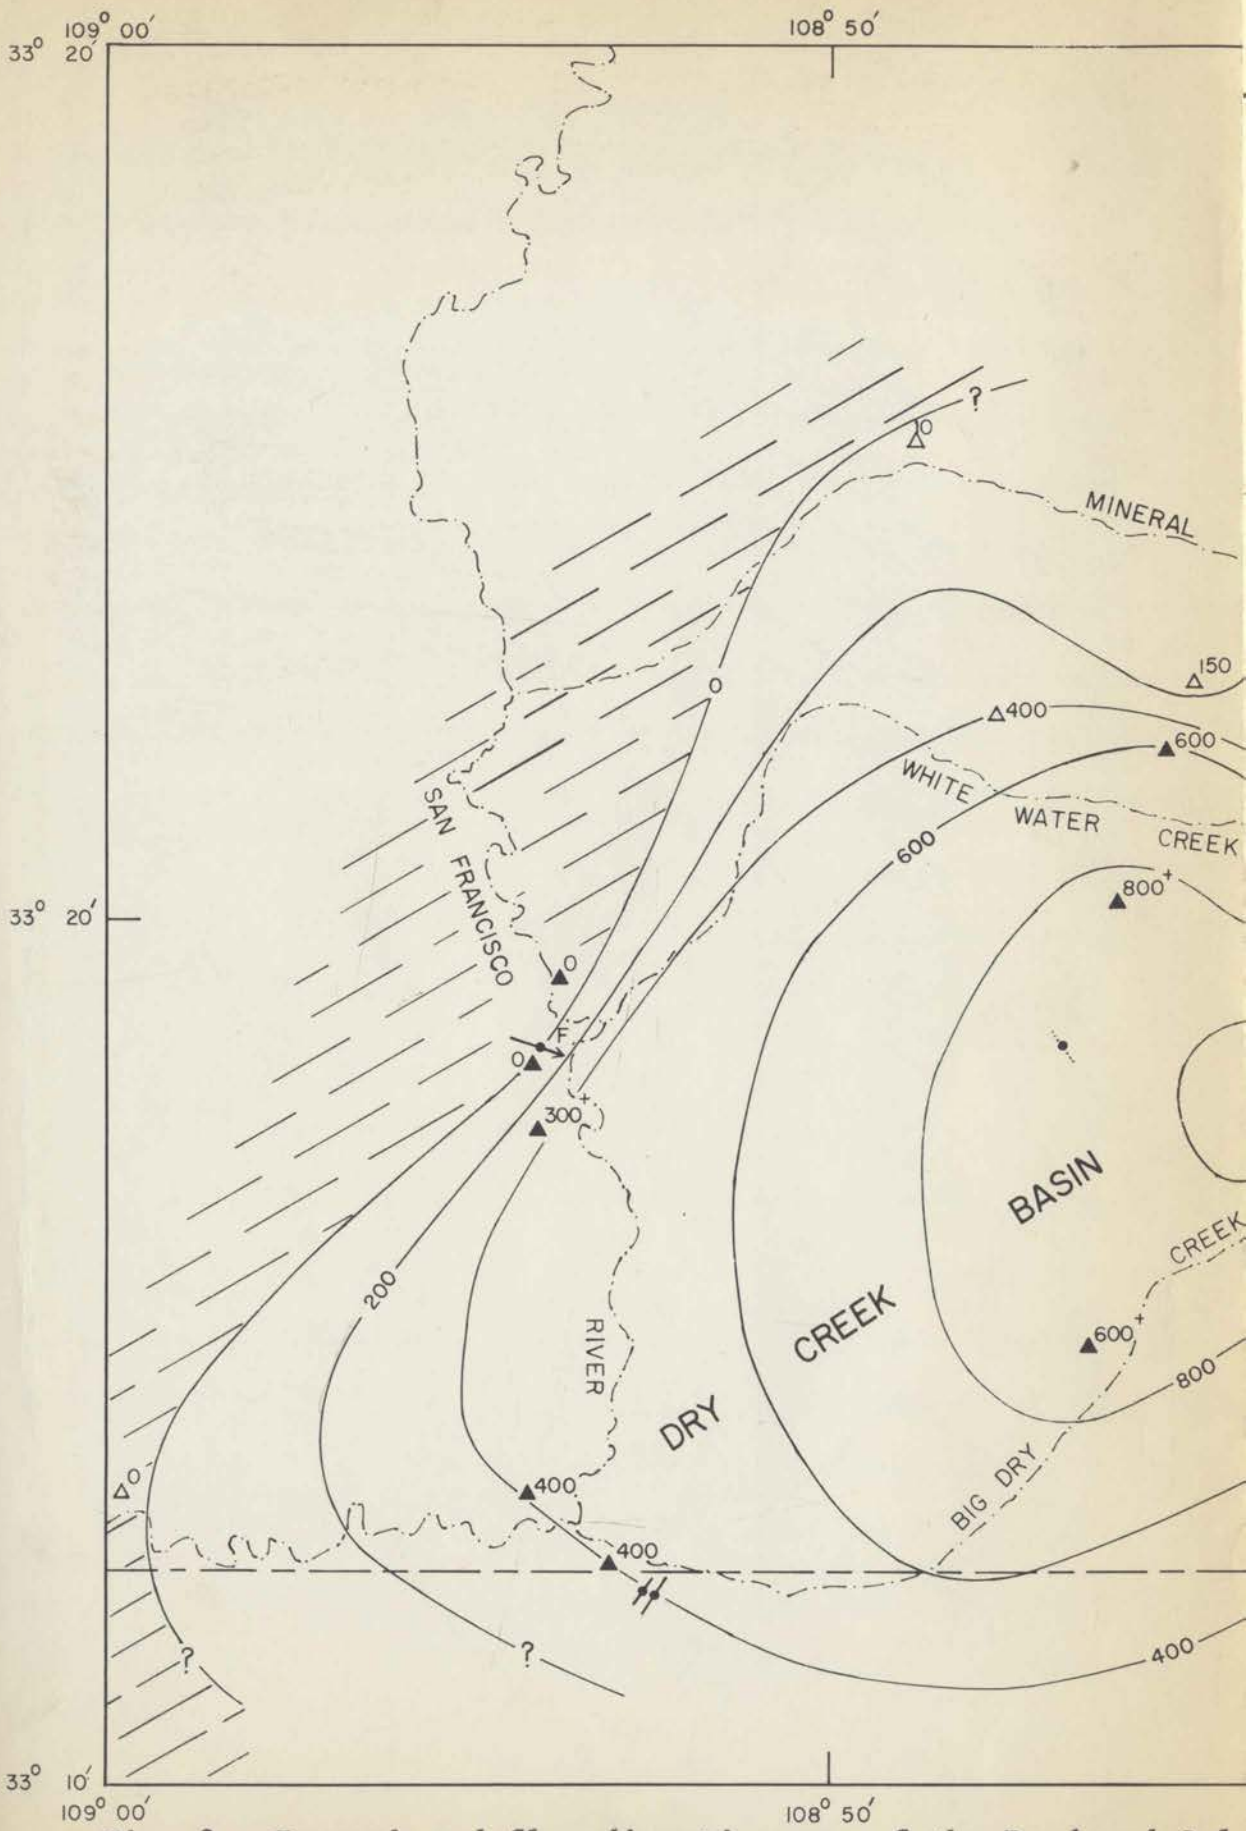 109° 00′
108° 50′
33° 20′
?
0
MINERAL
150
0
400
600
WHITE
WATER
CREEK
600
SAN FRANCISCO
800+
33° 20′
0
F
0
300+
BASIN
CREEK
200
600+
CREEK
RIVER
800
DRY
0
400
BIG DRY
400
?
?
400
33° 10′
109° 00′
108° 50′